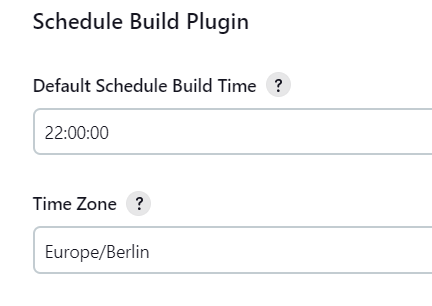 Schedule Build Plugin
Default Schedule Build Time ?
22:00:00
Time Zone ?
Europe/Berlin